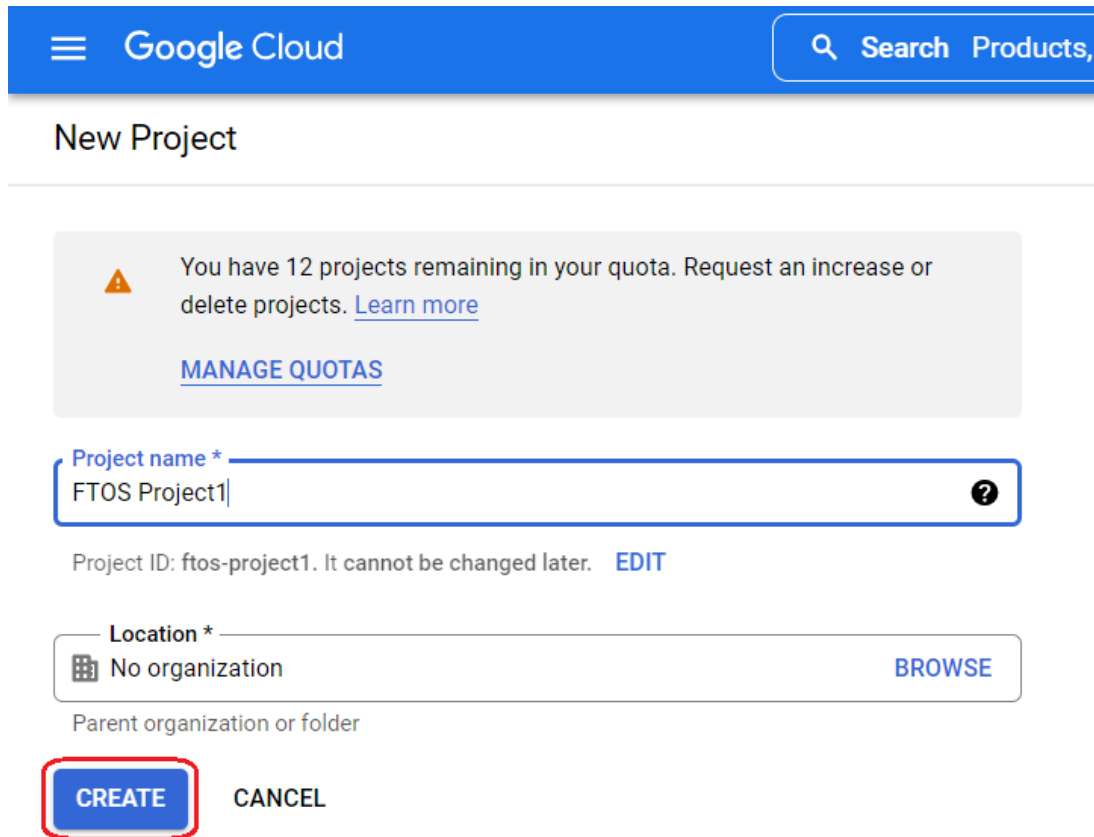 Google Cloud
Search Products,
New Project
You have 12 projects remaining in your quota. Request an increase or
delete projects. Learn more
MANAGE QUOTAS
Project name *
FTOS Project1
Project ID: ftos-project1. It cannot be changed later. EDIT
Location *
No organization BROWSE
Parent organization or folder
CREATE CANCEL